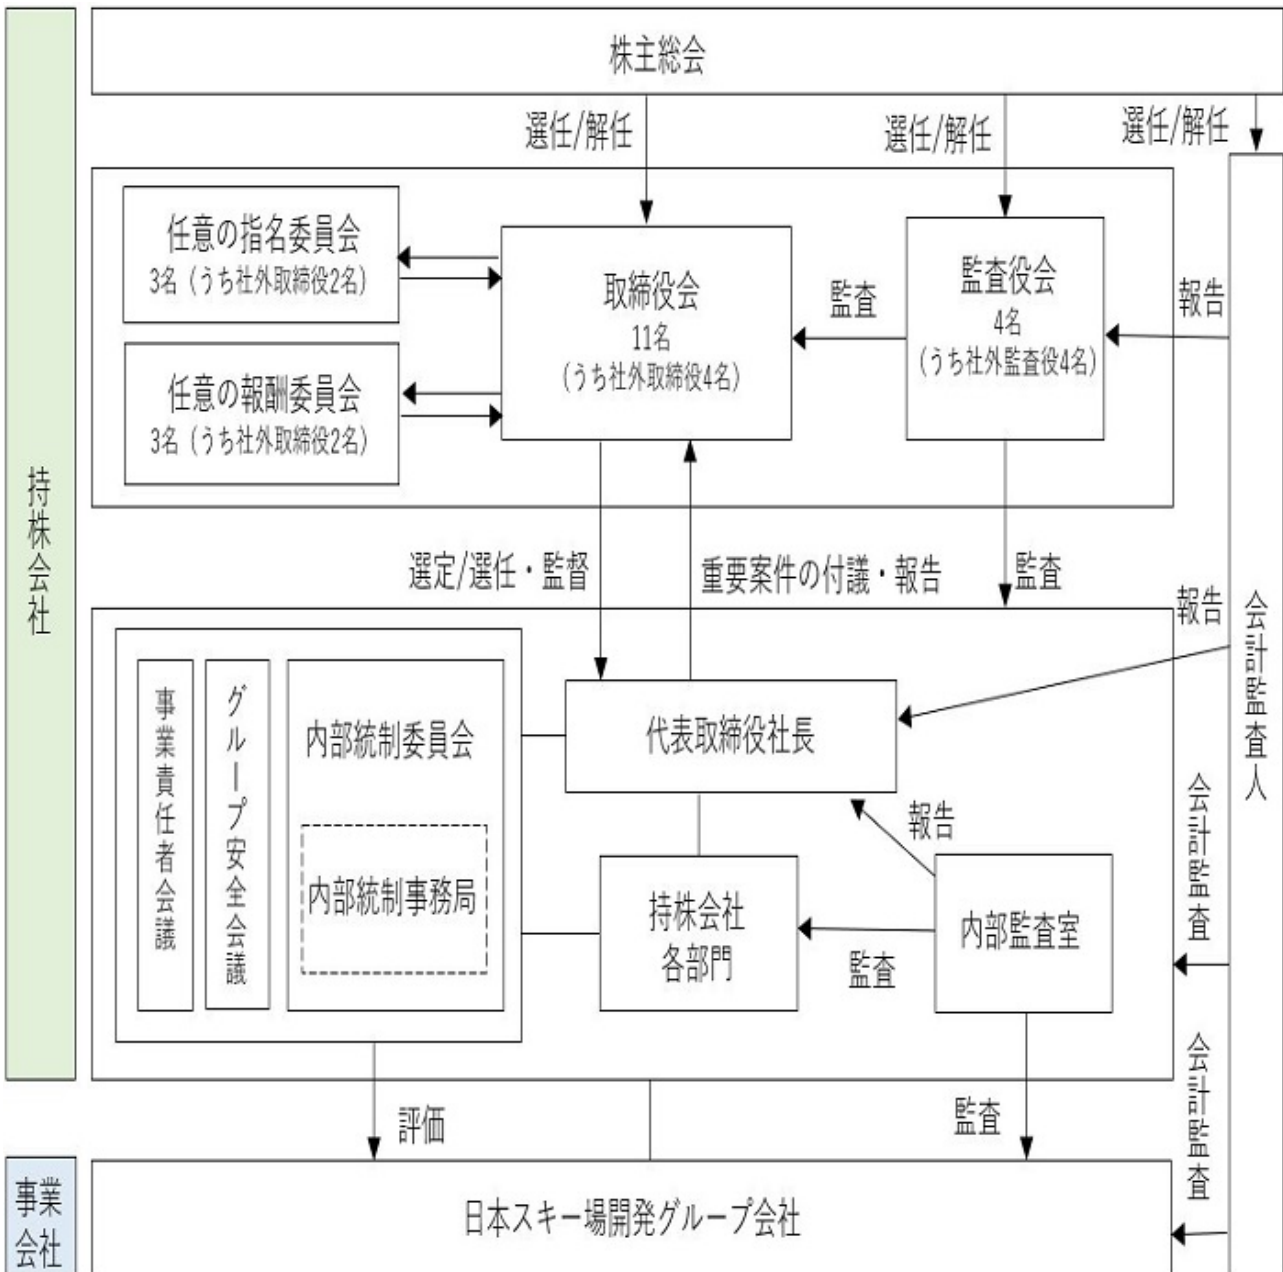 株主総会
選任/解任
選任/解任
選任/解任
任意の指名委員会
3名（うち社外取締役2名）
任意の報酬委員会
3名（うち社外取締役2名）
取締役会
11名
（うち社外取締役4名）
監査
監査役会
4名
（うち社外監査役4名）
報告
持株会社
選定/選任・監督
重要案件の付議・報告
監査
報告
会計監査人
事業責任者会議
グループ安全会議
内部統制委員会
内部統制事務局
代表取締役社長
報告
持株会社
各部門
監査
内部監査室
会計監査
評価
監査
会計監査
事業
会社
日本スキー場開発グループ会社